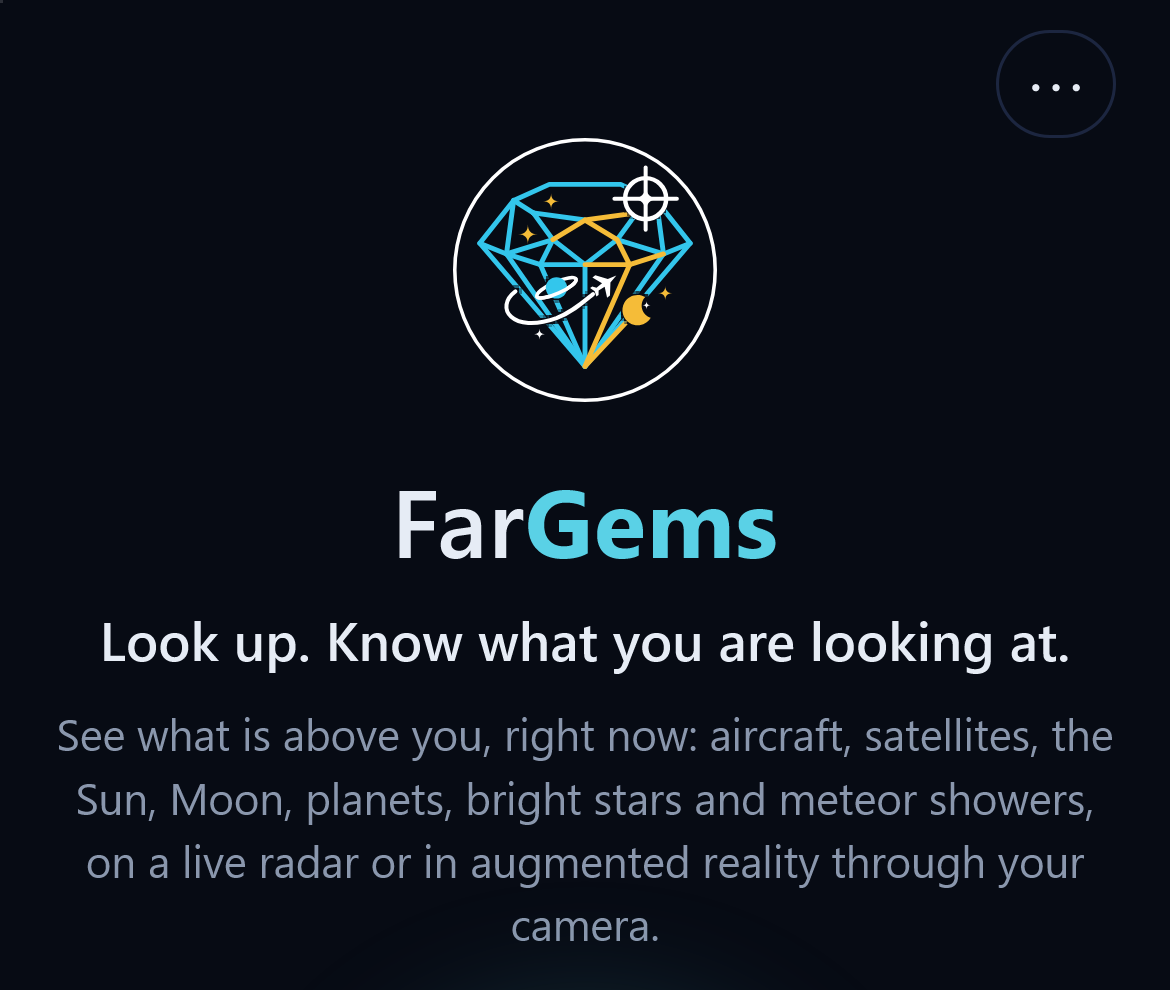 FarGems
Look up. Know what you are looking at.
See what is above you, right now: aircraft, satellites, the
Sun, Moon, planets, bright stars and meteor showers,
on a live radar or in augmented reality through your
camera.